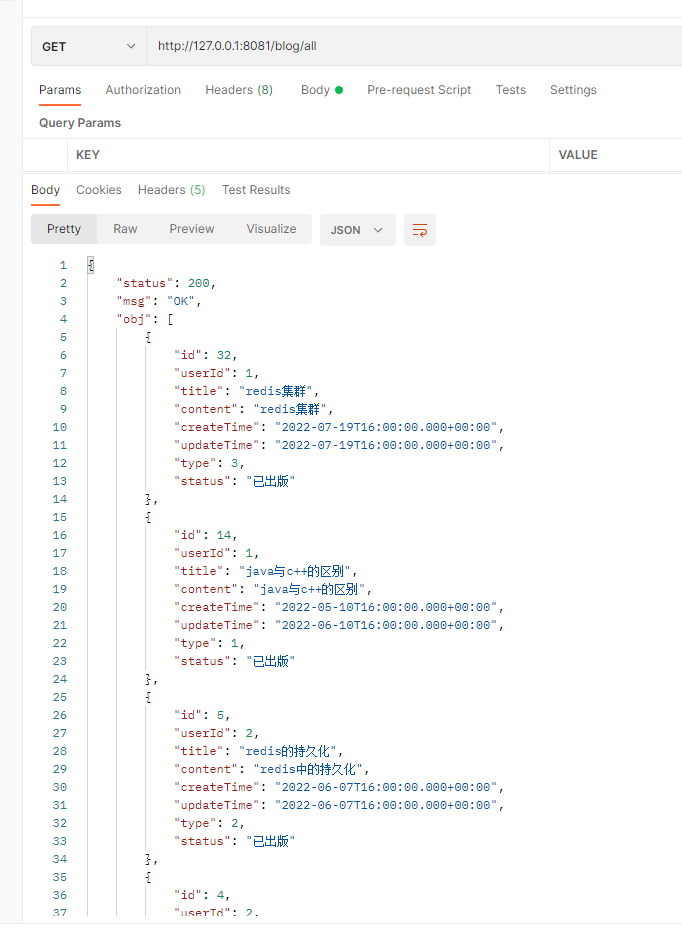 GET http://127.0.0.1:8081/blog/all
Params Authorization Headers (8) Body Pre-request Script Tests Settings
Query Params
KEY VALUE
Body Cookies Headers (5) Test Results
Pretty Raw Preview Visualize JSON
1 {
2 "status": 200,
3 "msg": "OK",
4 "obj": [
5 {
6 "id": 32,
7 "userId": 1,
8 "title": "redis集群",
9 "content": "redis集群",
10 "createTime": "2022-07-19T16:00:00.000+00:00",
11 "updateTime": "2022-07-19T16:00:00.000+00:00",
12 "type": 3,
13 "status": "已出版"
14 },
15 {
16 "id": 14,
17 "userId": 1,
18 "title": "java与c++的区别",
19 "content": "java与c++的区别",
20 "createTime": "2022-05-10T16:00:00.000+00:00",
21 "updateTime": "2022-06-10T16:00:00.000+00:00",
22 "type": 1,
23 "status": "已出版"
24 },
25 {
26 "id": 5,
27 "userId": 2,
28 "title": "redis的持久化",
29 "content": "redis中的持久化",
30 "createTime": "2022-06-07T16:00:00.000+00:00",
31 "updateTime": "2022-06-07T16:00:00.000+00:00",
32 "type": 2,
33 "status": "已出版"
34 },
35 {
36 "id": 4,
37 "userId": 2,